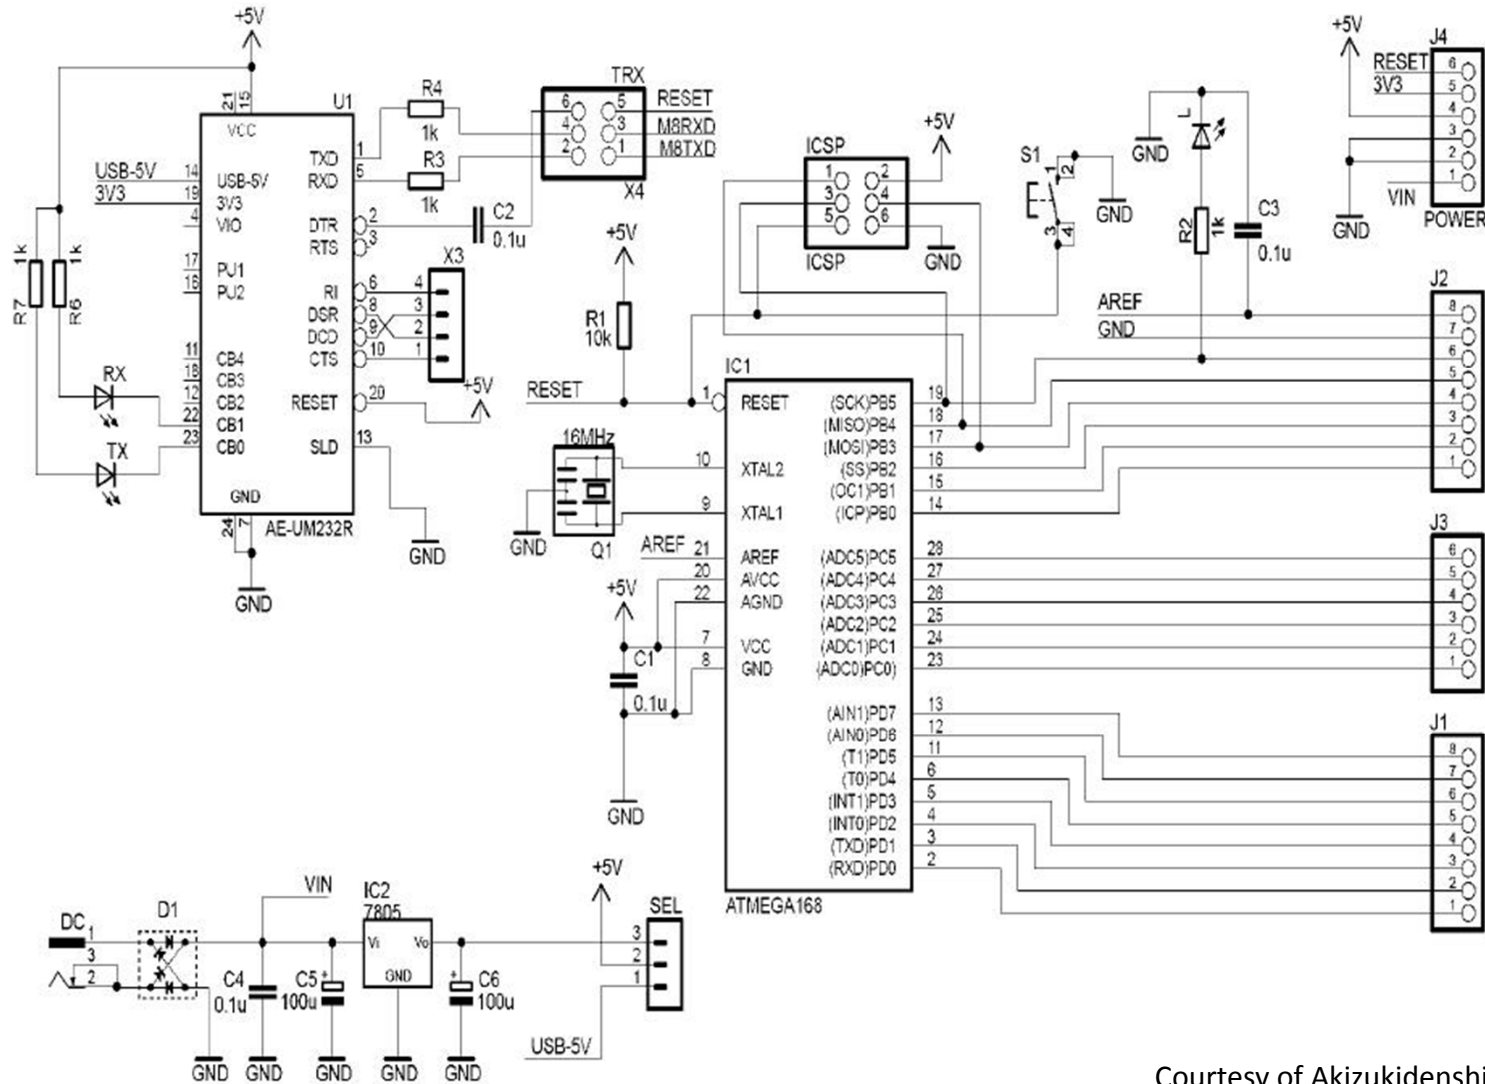 +5V
21
15
VCC
U1
USB-5V
14
USB-5V
3V3
19
3V3
4
VIO
17
PU1
16
PU2
11
CB4
18
CB3
12
CB2
22
CB1
23
CB0
GND
24
7
AE-UM232R
GND
TXD
1
RXD
5
DTR
2
RTS
3
RI
6
DSR
8
DCD
9
CTS
10
RESET
20
SLD
13
GND
+5V
1k
1k
R7
R6
RX
TX
R4
1k
R3
1k
C2
0.1u
X3
4
3
2
1
TRX
6
5
4
3
2
1
X4
RESET
M8RXD
M8TXD
+5V
R1
10k
RESET
16MHz
GND
Q1
AREF
+5V
C1
0.1u
GND
ICSP
1
2
3
4
5
6
ICSP
+5V
GND
S1
1
2
3
4
GND
GND
L
R2
1k
C3
0.1u
+5V
J4
RESET
6
3V3
5
4
3
2
1
VIN
GND
POWER
IC1
1
RESET
10
XTAL2
9
XTAL1
21
AREF
20
AVCC
22
AGND
7
VCC
8
GND
(SCK)PB5
19
(MISO)PB4
18
(MOSI)PB3
17
(SS)PB2
16
(OC1)PB1
15
(ICP)PB0
14
(ADC5)PC5
28
(ADC4)PC4
27
(ADC3)PC3
26
(ADC2)PC2
25
(ADC1)PC1
24
(ADC0)PC0)
23
(AIN1)PD7
13
(AIN0)PD6
12
(T1)PD5
11
(T0)PD4
6
(INT1)PD3
5
(INT0)PD2
4
(TXD)PD1
3
(RXD)PD0
2
ATMEGA168
AREF
GND
J2
8
7
6
5
4
3
2
1
J3
6
5
4
3
2
1
J1
8
7
6
5
4
3
2
1
DC
1
3
2
D1
VIN
C4
0.1u
C5
+
100u
IC2
7805
Vi
Vo
GND
C6
+
100u
+5V
SEL
3
2
1
USB-5V
GND
GND
GND
GND
GND
Courtesy of Akizukidenshi